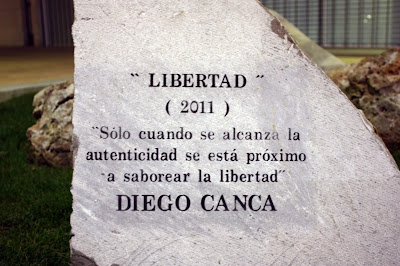 " LIBERTAD "
( 2011 )
"Sólo cuando se alcanza la
autenticidad se está próximo
a saborear la libertad"
DIEGO CANCA